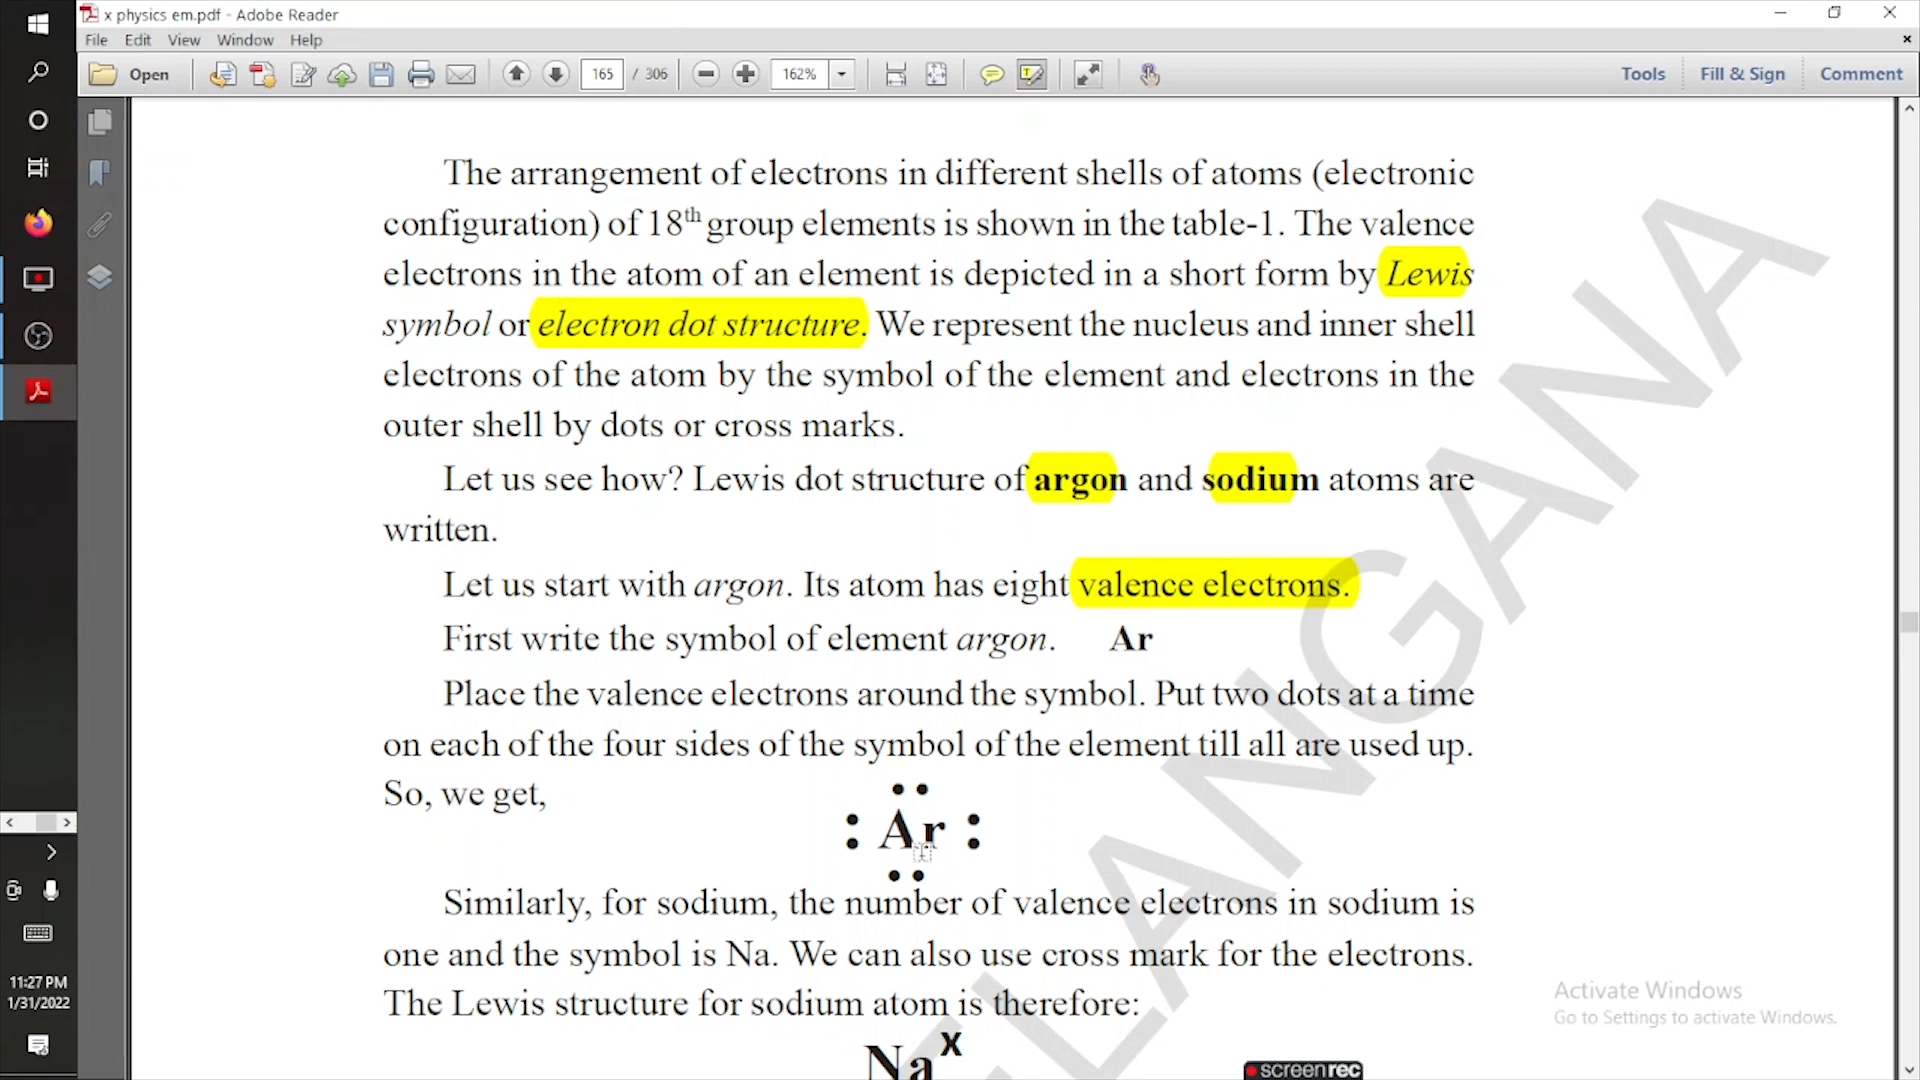 x physics em.pdf - Adobe Reader
File Edit View Window Help
Open 165 / 306 162% Tools Fill & Sign Comment
The arrangement of electrons in different shells of atoms (electronic
configuration) of 18th group elements is shown in the table-1. The valence
electrons in the atom of an element is depicted in a short form by Lewis
symbol or electron dot structure. We represent the nucleus and inner shell
electrons of the atom by the symbol of the element and electrons in the
outer shell by dots or cross marks.
Let us see how? Lewis dot structure of argon and sodium atoms are
written.
Let us start with argon. Its atom has eight valence electrons.
First write the symbol of element argon. Ar
Place the valence electrons around the symbol. Put two dots at a time
on each of the four sides of the symbol of the element till all are used up.
So, we get,
Ar
Similarly, for sodium, the number of valence electrons in sodium is
one and the symbol is Na. We can also use cross mark for the electrons.
The Lewis structure for sodium atom is therefore:
Na x
ELANGANA
11:27 PM
1/31/2022
Activate Windows
Go to Settings to activate Windows.
screenrec